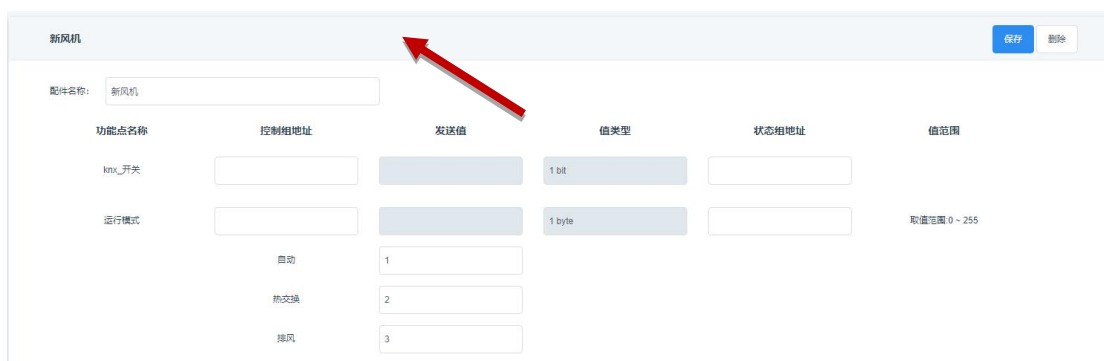 新风机 保存 删除
配件名称: 新风机
功能点名称 控制组地址 发送值 值类型 状态组地址 值范围
knx_开关 1 bit
运行模式 1 byte 取值范围:0 ~ 255
自动 1
热交换 2
排风 3